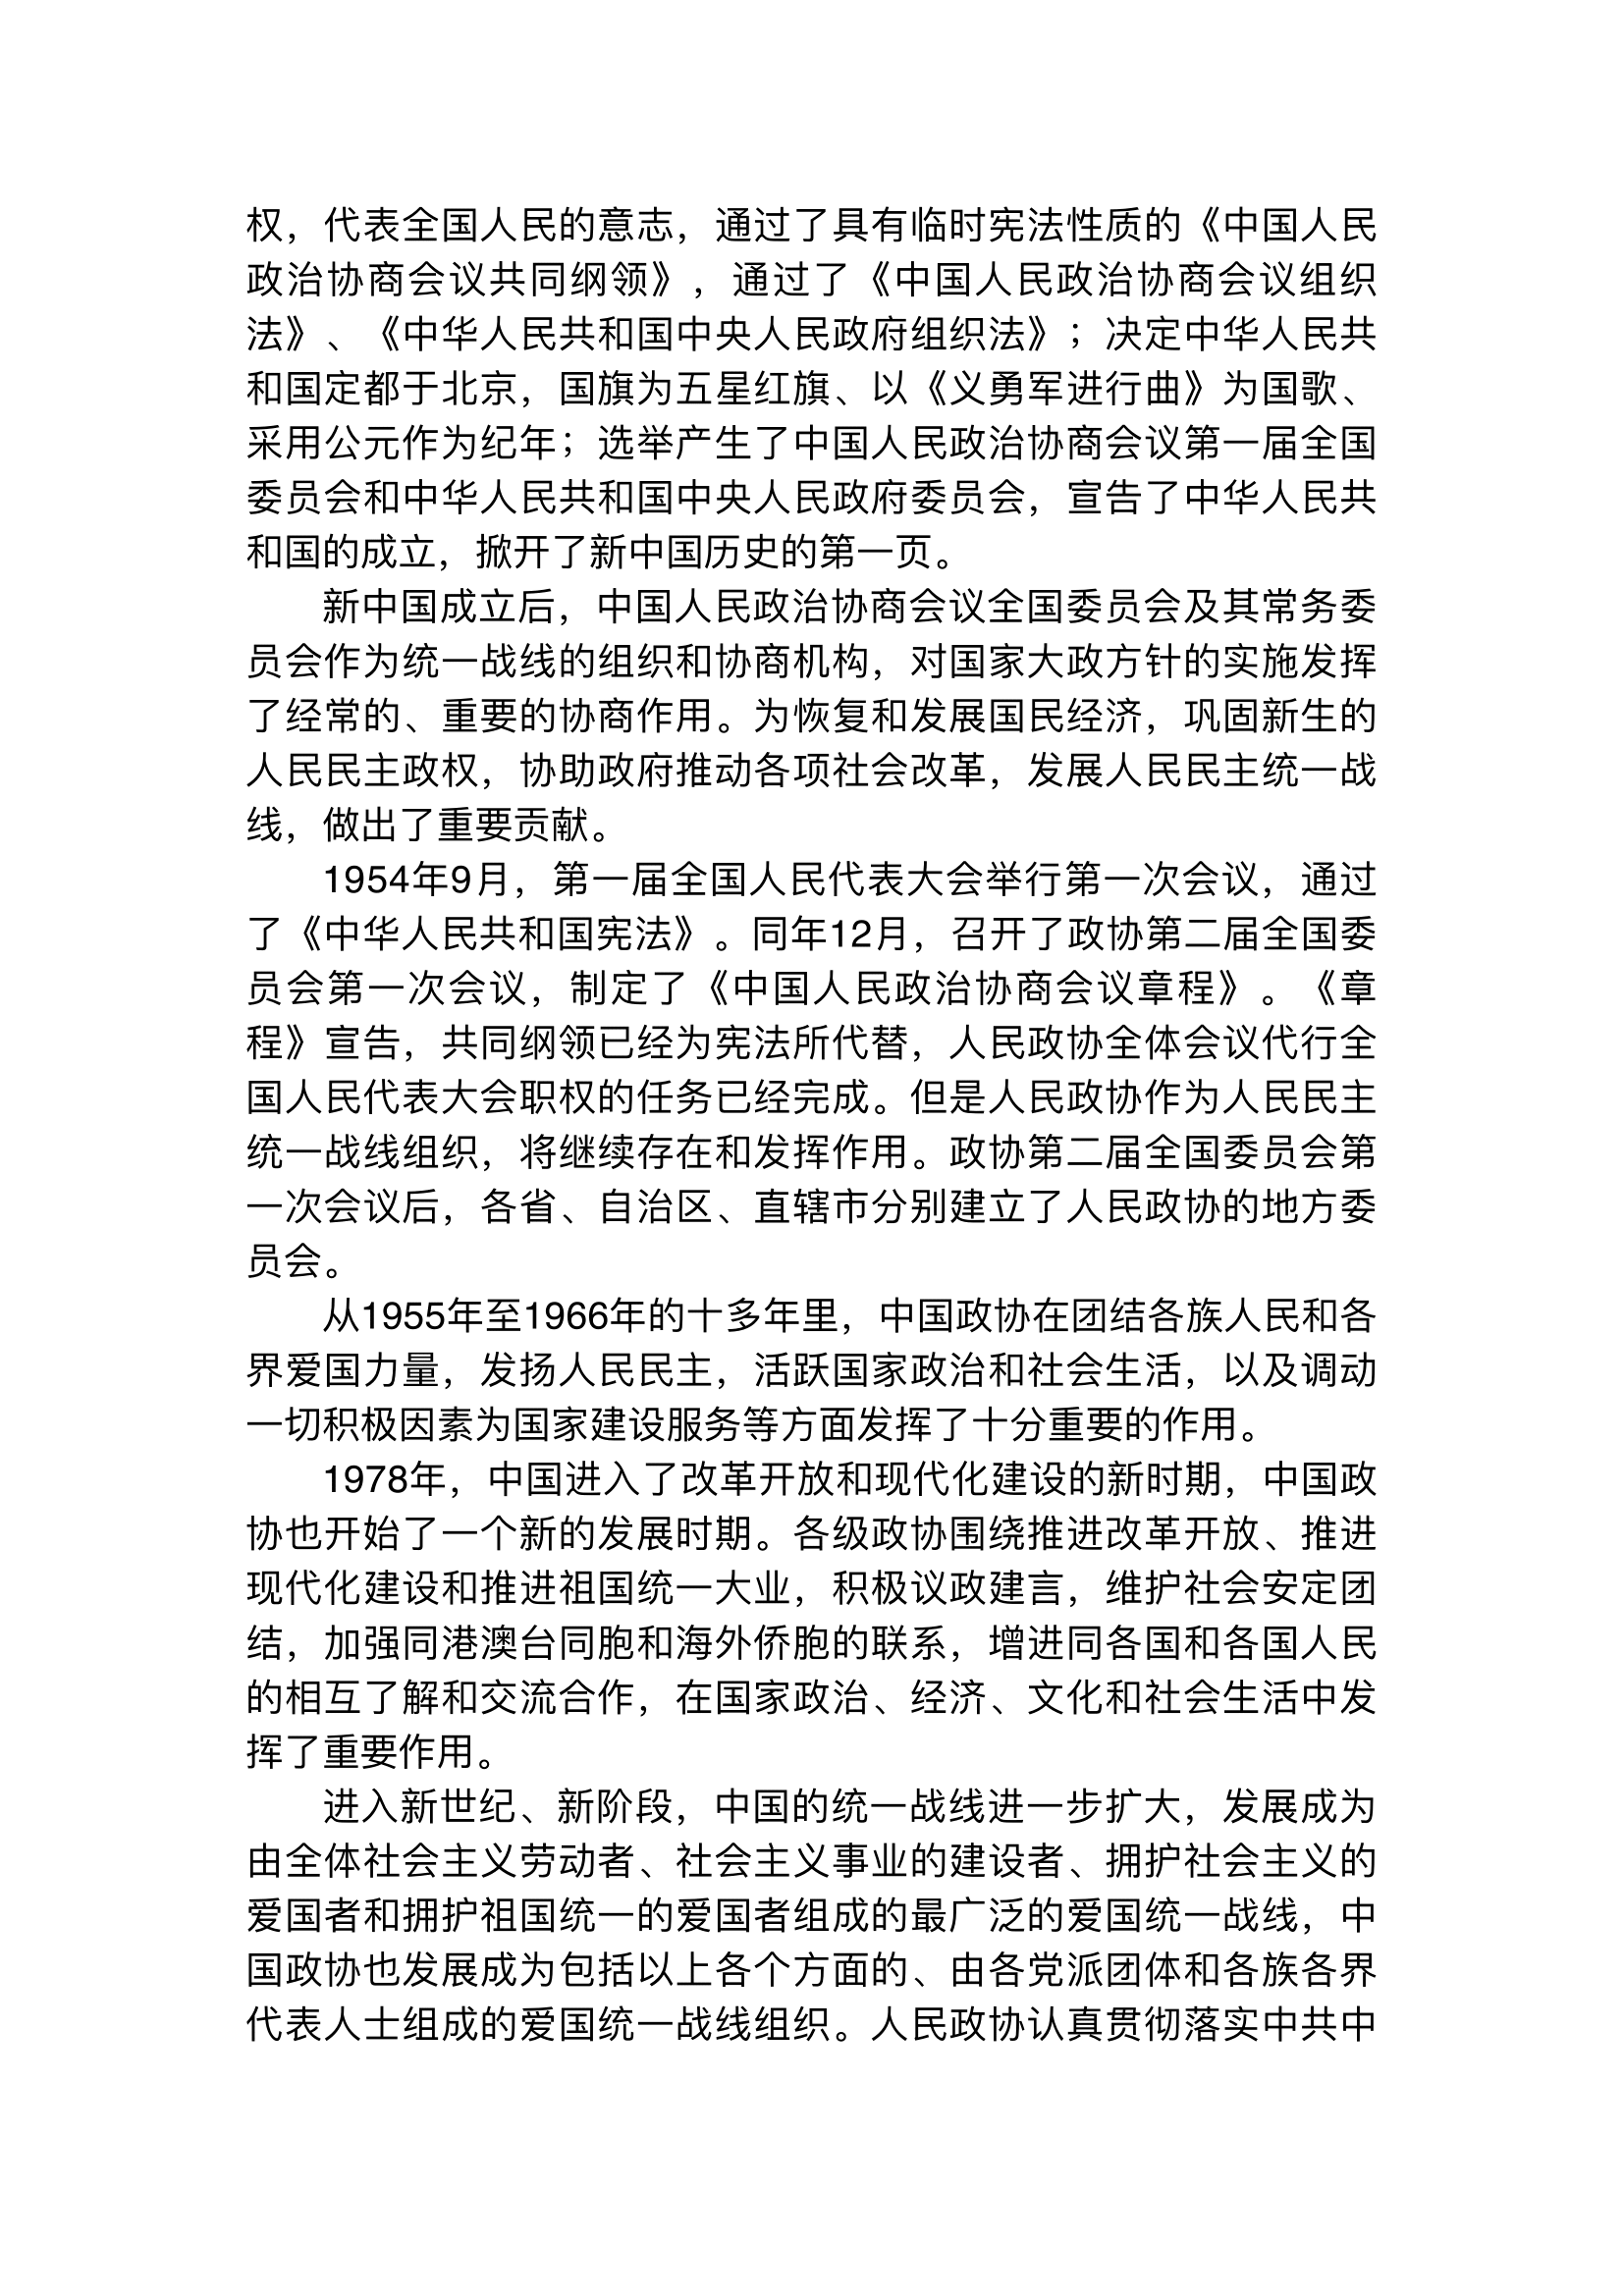 权，代表全国人民的意志，通过了具有临时宪法性质的《中国人民
政治协商会议共同纲领》，通过了《中国人民政治协商会议组织
法》、《中华人民共和国中央人民政府组织法》；决定中华人民共
和国定都于北京，国旗为五星红旗、以《义勇军进行曲》为国歌、
采用公元作为纪年；选举产生了中国人民政治协商会议第一届全国
委员会和中华人民共和国中央人民政府委员会，宣告了中华人民共
和国的成立，掀开了新中国历史的第一页。
新中国成立后，中国人民政治协商会议全国委员会及其常务委
员会作为统一战线的组织和协商机构，对国家大政方针的实施发挥
了经常的、重要的协商作用。为恢复和发展国民经济，巩固新生的
人民民主政权，协助政府推动各项社会改革，发展人民民主统一战
线，做出了重要贡献。
1954年9月，第一届全国人民代表大会举行第一次会议，通过
了《中华人民共和国宪法》。同年12月，召开了政协第二届全国委
员会第一次会议，制定了《中国人民政治协商会议章程》。《章
程》宣告，共同纲领已经为宪法所代替，人民政协全体会议代行全
国人民代表大会职权的任务已经完成。但是人民政协作为人民民主
统一战线组织，将继续存在和发挥作用。政协第二届全国委员会第
一次会议后，各省、自治区、直辖市分别建立了人民政协的地方委
员会。
从1955年至1966年的十多年里，中国政协在团结各族人民和各
界爱国力量，发扬人民民主，活跃国家政治和社会生活，以及调动
一切积极因素为国家建设服务等方面发挥了十分重要的作用。
1978年，中国进入了改革开放和现代化建设的新时期，中国政
协也开始了一个新的发展时期。各级政协围绕推进改革开放、推进
现代化建设和推进祖国统一大业，积极议政建言，维护社会安定团
结，加强同港澳台同胞和海外侨胞的联系，增进同各国和各国人民
的相互了解和交流合作，在国家政治、经济、文化和社会生活中发
挥了重要作用。
进入新世纪、新阶段，中国的统一战线进一步扩大，发展成为
由全体社会主义劳动者、社会主义事业的建设者、拥护社会主义的
爱国者和拥护祖国统一的爱国者组成的最广泛的爱国统一战线，中
国政协也发展成为包括以上各个方面的、由各党派团体和各族各界
代表人士组成的爱国统一战线组织。人民政协认真贯彻落实中共中